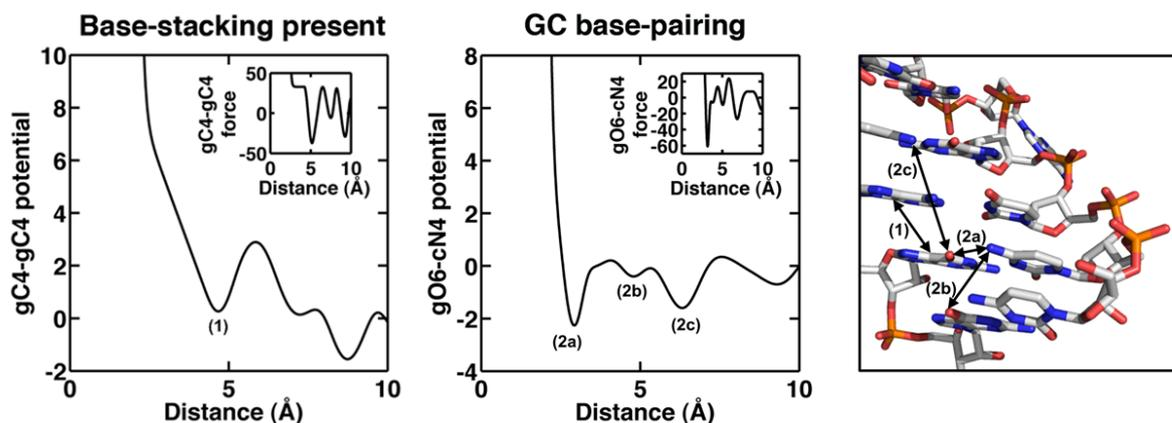 Base-stacking present
gC4-gC4 potential
10
8
6
4
2
0
-2
0
5
10
Distance (Å)
(1)
gC4-gC4
force
50
0
-50
0
5
10
Distance (Å)
GC base-pairing
gO6-cN4 potential
8
6
4
2
0
-2
-4
0
5
10
Distance (Å)
(2a)
(2b)
(2c)
gO6-cN4
force
20
0
-20
-40
-60
0
5
10
Distance (Å)
(2c)
(1)
(2a)
(2b)